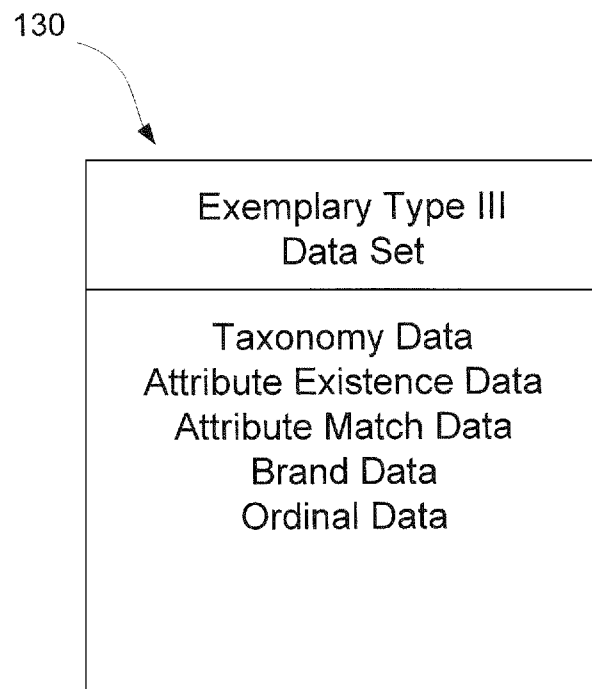 130
Exemplary Type III
Data Set
Taxonomy Data
Attribute Existence Data
Attribute Match Data
Brand Data
Ordinal Data